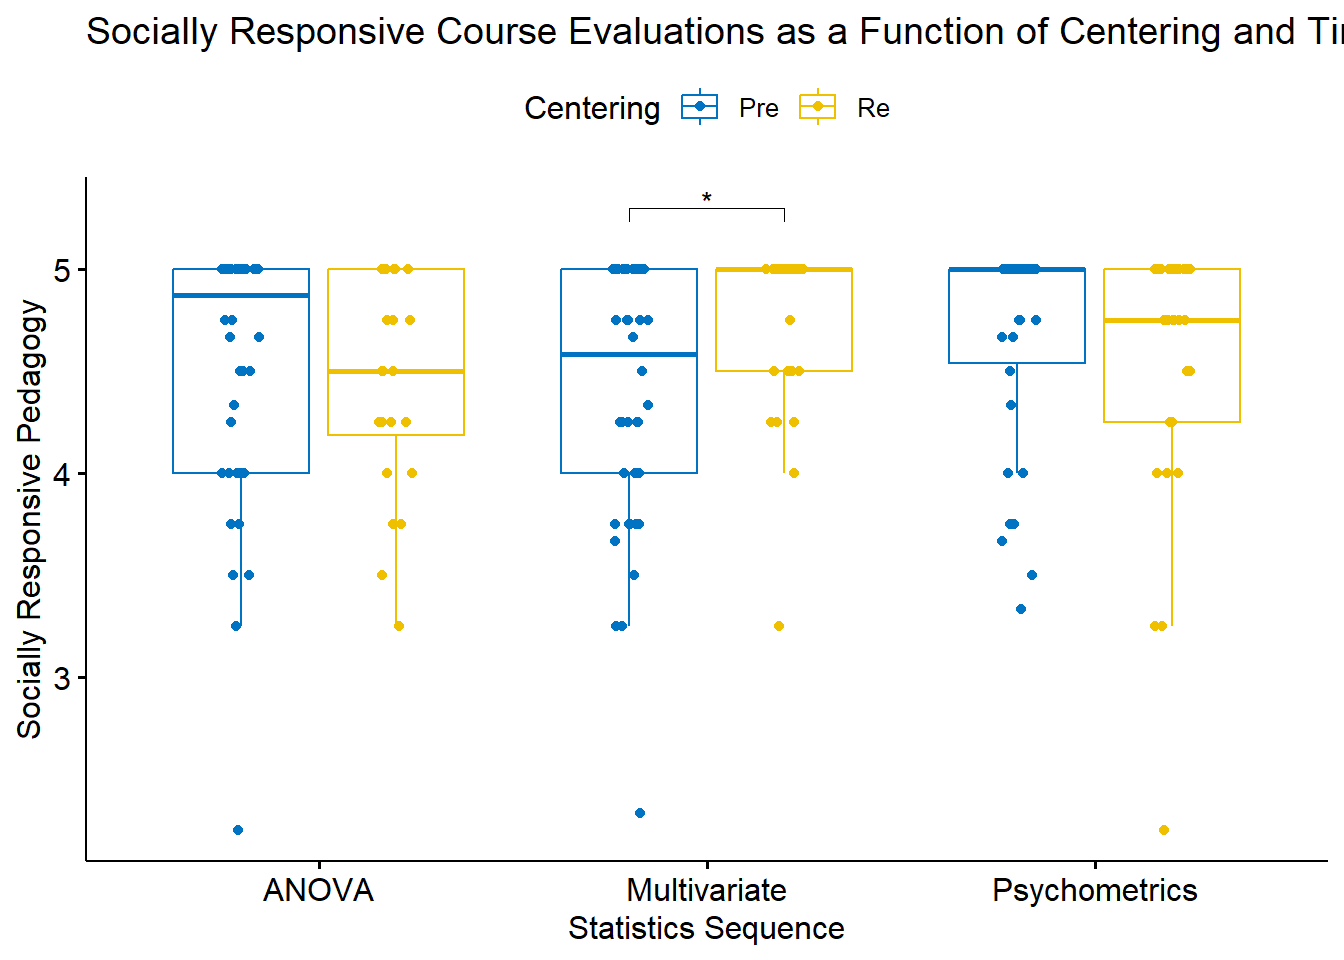 Socially Responsive Course Evaluations as a Function of Centering and
Centering Pre Re
*
Socially Responsive Pedagogy
5
4
3
ANOVA Multivariate Psychometrics
Statistics Sequence